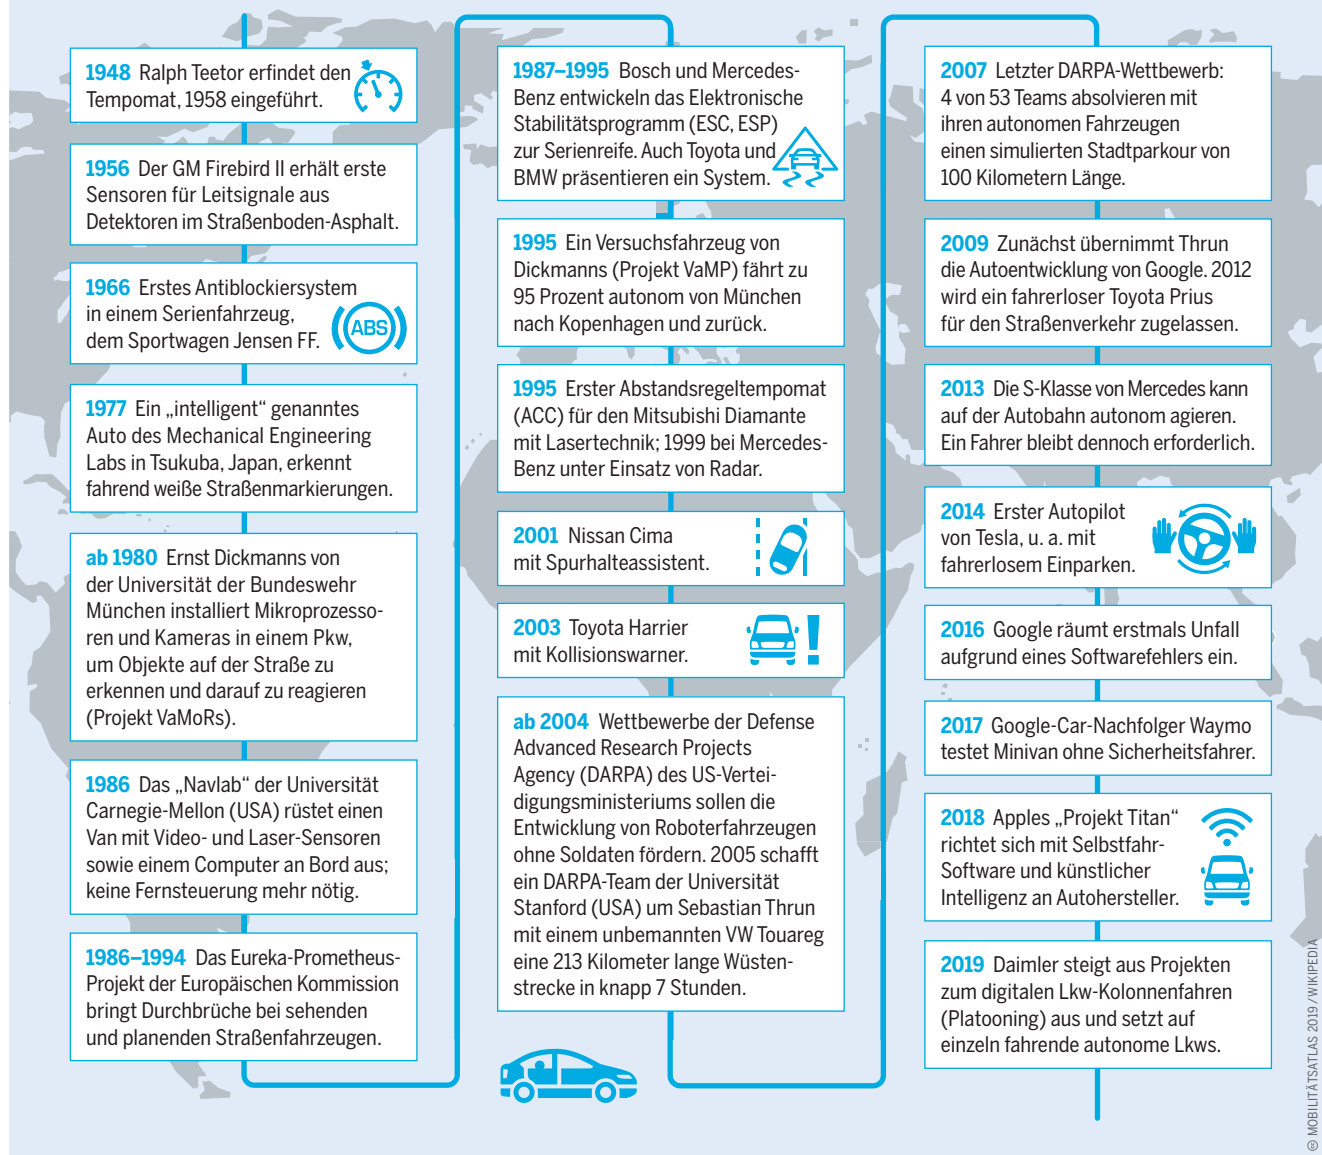 1948 Ralph Teetor erfindet den
Tempomat, 1958 eingeführt.
1956 Der GM Firebird II erhält erste
Sensoren für Leitsignale aus
Detektoren im Straßenboden-Asphalt.
1966 Erstes Antiblockiersystem
in einem Serienfahrzeug,
dem Sportwagen Jensen FF.
ABS
1977 Ein „intelligent“ genanntes
Auto des Mechanical Engineering
Labs in Tsukuba, Japan, erkennt
fahrend weiße Straßenmarkierungen.
ab 1980 Ernst Dickmanns von
der Universität der Bundeswehr
München installiert Mikroprozesso-
ren und Kameras in einem Pkw,
um Objekte auf der Straße zu
erkennen und darauf zu reagieren
(Projekt VaMoRs).
1986 Das „Navlab“ der Universität
Carnegie-Mellon (USA) rüstet einen
Van mit Video- und Laser-Sensoren
sowie einem Computer an Bord aus;
keine Fernsteuerung mehr nötig.
1986–1994 Das Eureka-Prometheus-
Projekt der Europäischen Kommission
bringt Durchbrüche bei sehenden
und planenden Straßenfahrzeugen.
1987–1995 Bosch und Mercedes-
Benz entwickeln das Elektronische
Stabilitätsprogramm (ESC, ESP)
zur Serienreife. Auch Toyota und
BMW präsentieren ein System.
1995 Ein Versuchsfahrzeug von
Dickmanns (Projekt VaMP) fährt zu
95 Prozent autonom von München
nach Kopenhagen und zurück.
1995 Erster Abstandsregeltempomat
(ACC) für den Mitsubishi Diamante
mit Lasertechnik; 1999 bei Mercedes-
Benz unter Einsatz von Radar.
2001 Nissan Cima
mit Spurhalteassistent.
2003 Toyota Harrier
mit Kollisionswarner.
ab 2004 Wettbewerbe der Defense
Advanced Research Projects
Agency (DARPA) des US-Vertei-
digungsministeriums sollen die
Entwicklung von Roboterfahrzeugen
ohne Soldaten fördern. 2005 schafft
ein DARPA-Team der Universität
Stanford (USA) um Sebastian Thrun
mit einem unbemannten VW Touareg
eine 213 Kilometer lange Wüsten-
strecke in knapp 7 Stunden.
2007 Letzter DARPA-Wettbewerb:
4 von 53 Teams absolvieren mit
ihren autonomen Fahrzeugen
einen simulierten Stadtparkour von
100 Kilometern Länge.
2009 Zunächst übernimmt Thrun
die Autoentwicklung von Google. 2012
wird ein fahrerloser Toyota Prius
für den Straßenverkehr zugelassen.
2013 Die S-Klasse von Mercedes kann
auf der Autobahn autonom agieren.
Ein Fahrer bleibt dennoch erforderlich.
2014 Erster Autopilot
von Tesla, u. a. mit
fahrerlosem Einparken.
2016 Google räumt erstmals Unfall
aufgrund eines Softwarefehlers ein.
2017 Google-Car-Nachfolger Waymo
testet Minivan ohne Sicherheitsfahrer.
2018 Apples „Projekt Titan“
richtet sich mit Selbstfahr-
Software und künstlicher
Intelligenz an Autohersteller.
2019 Daimler steigt aus Projekten
zum digitalen Lkw-Kolonnenfahren
(Platooning) aus und setzt auf
einzeln fahrende autonome Lkws.
🅭 MOBILITÄTSATLAS 2019 / WIKIPEDIA